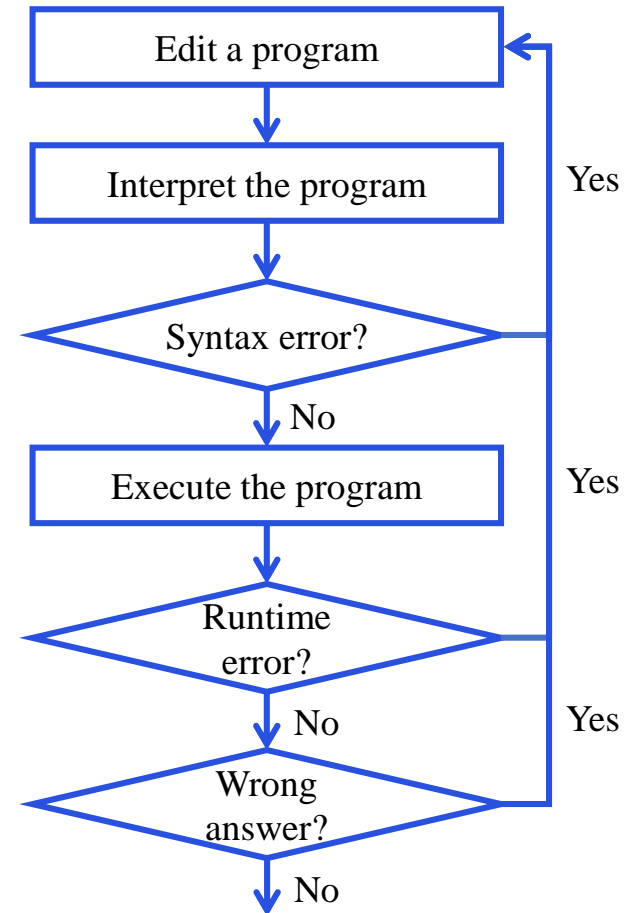 Edit a program
Interpret the program
Yes
Syntax error?
No
Execute the program
Yes
Runtime
error?
No
Yes
Wrong
answer?
No